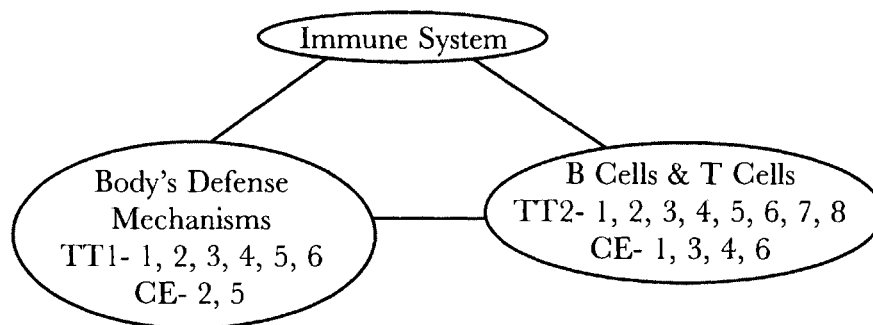 Immune System
Body's Defense
Mechanisms
TT1- 1, 2, 3, 4, 5, 6
CE- 2, 5
B Cells & T Cells
TT2- 1, 2, 3, 4, 5, 6, 7, 8
CE- 1, 3, 4, 6